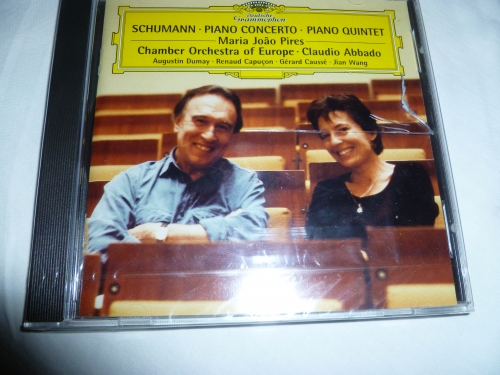 Deutsche
Grammophon
SCHUMANN · PIANO CONCERTO · PIANO QUINTET
Maria João Pires
Chamber Orchestra of Europe · Claudio Abbado
Augustin Dumay · Renaud Capuçon · Gérard Caussé · Jian Wang